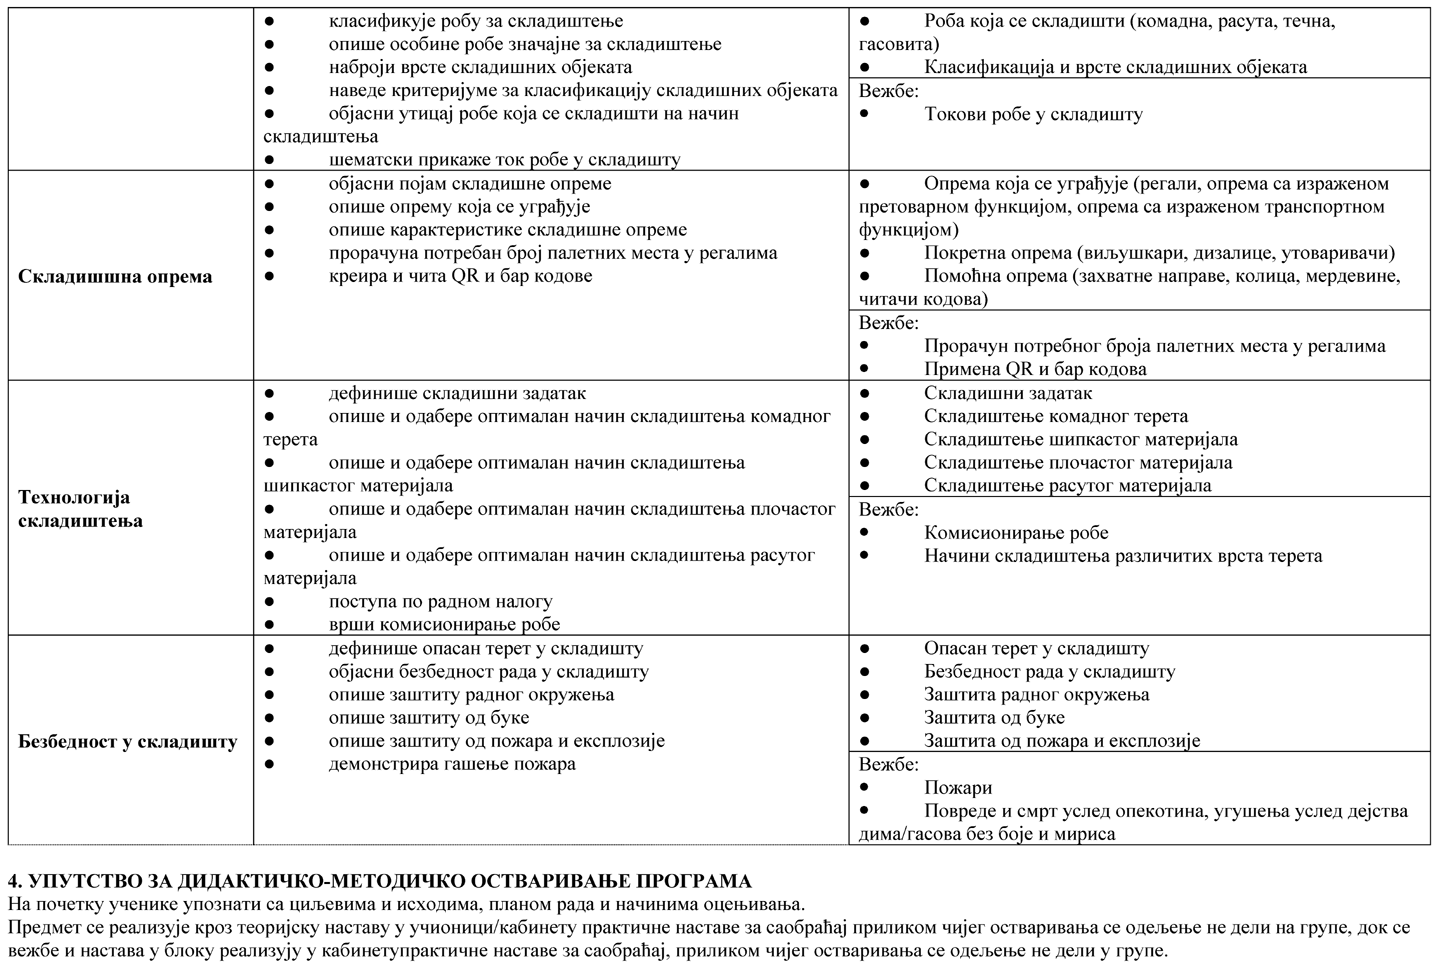 ● класификује робу за складиштење
● опише особине робе значајне за складиштење
● наброји врсте складишних објеката
● наведе критеријуме за класификацију складишних објеката
● објасни утицај робе која се складишти на начин
складиштења
● шематски прикаже ток робе у складишту
● Роба која се складишти (комадна, расута, течна,
гасовита)
● Класификација и врсте складишних објеката
Вежбе:
● Токови робе у складишту
Складишшна опрема
● објасни појам складишне опреме
● опише опрему која се уграђује
● опише карактеристике складишне опреме
● прорачуна потребан број палетних места у регалима
● креира и чита QR и бар кодове
● Опрема која се уграђује (регали, опрема са израженом
претоварном функцијом, опрема са израженом транспортном
функцијом)
● Покретна опрема (виљушкари, дизалице, утоваривачи)
● Помоћна опрема (захватне направе, колица, мердевине,
читачи кодова)
Вежбе:
● Прорачун потребног броја палетних места у регалима
● Примена QR и бар кодова
Технологија
складиштења
● дефинише складишни задатак
● опише и одабере оптималан начин складиштења комадног
терета
● опише и одабере оптималан начин складиштења
шипкастог материјала
● опише и одабере оптималан начин складиштења плочастог
материјала
● опише и одабере оптималан начин складиштења расутог
материјала
● поступа по радном налогу
● врши комисионирање робе
● Складишни задатак
● Складиштење комадног терета
● Складиштење шипкастог материјала
● Складиштење плочастог материјала
● Складиштење расутог материјала
Вежбе:
● Комисионирање робе
● Начини складиштења различитих врста терета
Безбедност у складишту
● дефинише опасан терет у складишту
● објасни безбедност рада у складишту
● опише заштиту радног окружења
● опише заштиту од буке
● опише заштиту од пожара и експлозије
● демонстрира гашење пожара
● Опасан терет у складишту
● Безбедност рада у складишту
● Заштита радног окружења
● Заштита од буке
● Заштита од пожара и експлозије
Вежбе:
● Пожари
● Повреде и смрт услед опекотина, угушења услед дејства
дима/гасова без боје и мириса
4. УПУТСТВО ЗА ДИДАКТИЧКО-МЕТОДИЧКО ОСТВАРИВАЊЕ ПРОГРАМА
На почетку ученике упознати са циљевима и исходима, планом рада и начинима оцењивања.
Предмет се реализује кроз теоријску наставу у учионици/кабинету практичне наставе за саобраћај приликом чијег остваривања се одељење не дели на групе, док се
вежбе и настава у блоку реализују у кабинетупрактичне наставе за саобраћај, приликом чијег остваривања се одељење не дели у групе.